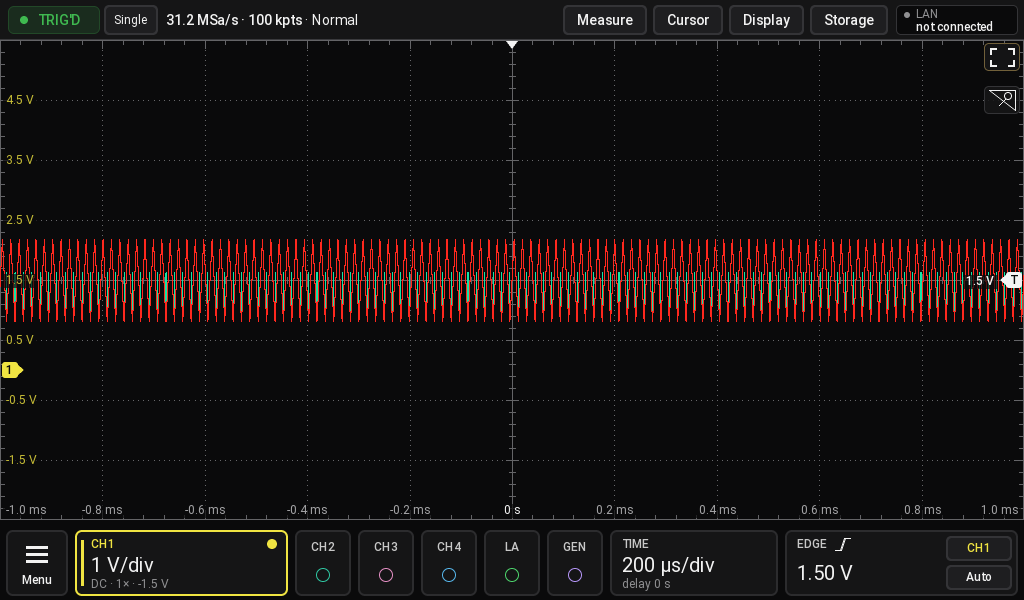 TRIG'D Single 31.2 MSa/s · 100 kpts · Normal Measure Cursor Display Storage LAN
not connected
4.5 V
3.5 V
2.5 V
1.5 V 1.5 V T
0.5 V
1
-0.5 V
-1.5 V
-1.0 ms -0.8 ms -0.6 ms -0.4 ms -0.2 ms 0 s 0.2 ms 0.4 ms 0.6 ms 0.8 ms 1.0 ms
Menu
CH1
1 V/div
DC · 1× · -1.5 V
CH2 CH3 CH4 LA GEN
TIME
200 µs/div
delay 0 s
EDGE
1.50 V
CH1
Auto